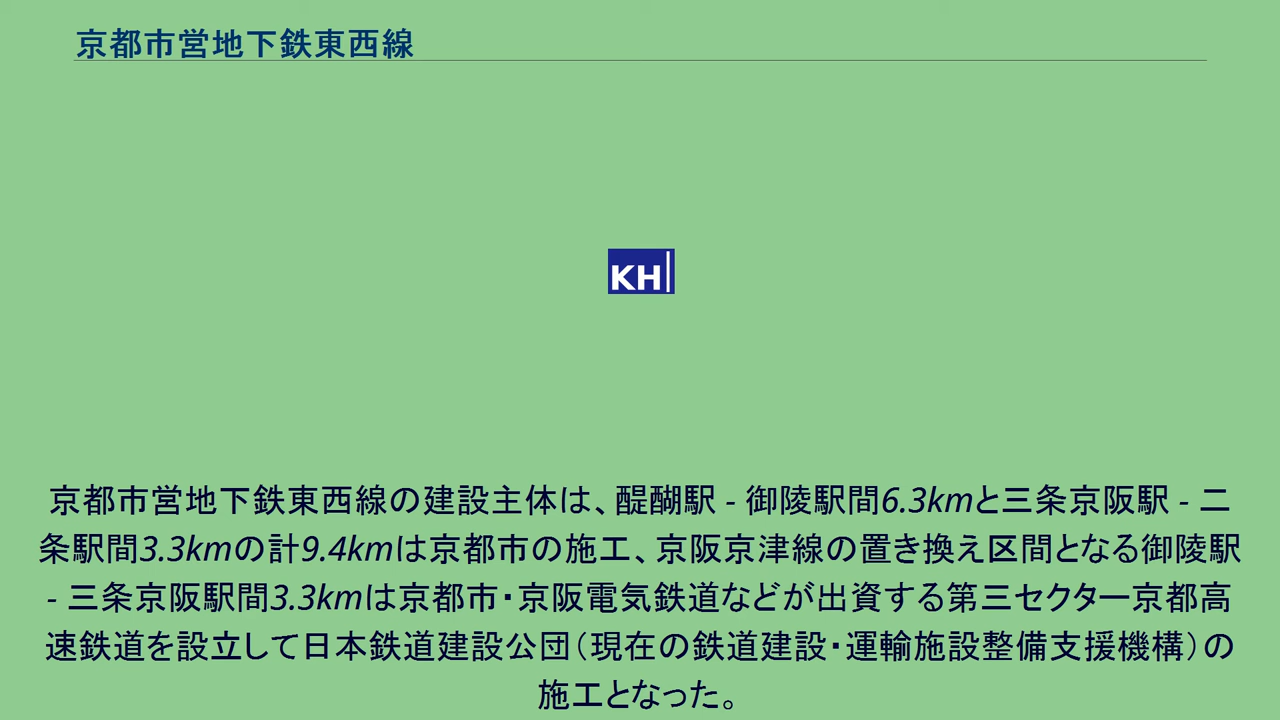 京都市営地下鉄東西線
KH
京都市営地下鉄東西線の建設主体は、醍醐駅 - 御陵駅間6.3kmと三条京阪駅 - 二
条駅間3.3kmの計9.4kmは京都市の施工、京阪京津線の置き換え区間となる御陵駅
- 三条京阪駅間3.3kmは京都市・京阪電気鉄道などが出資する第三セクター京都高
速鉄道を設立して日本鉄道建設公団（現在の鉄道建設・運輸施設整備支援機構）の
施工となった。